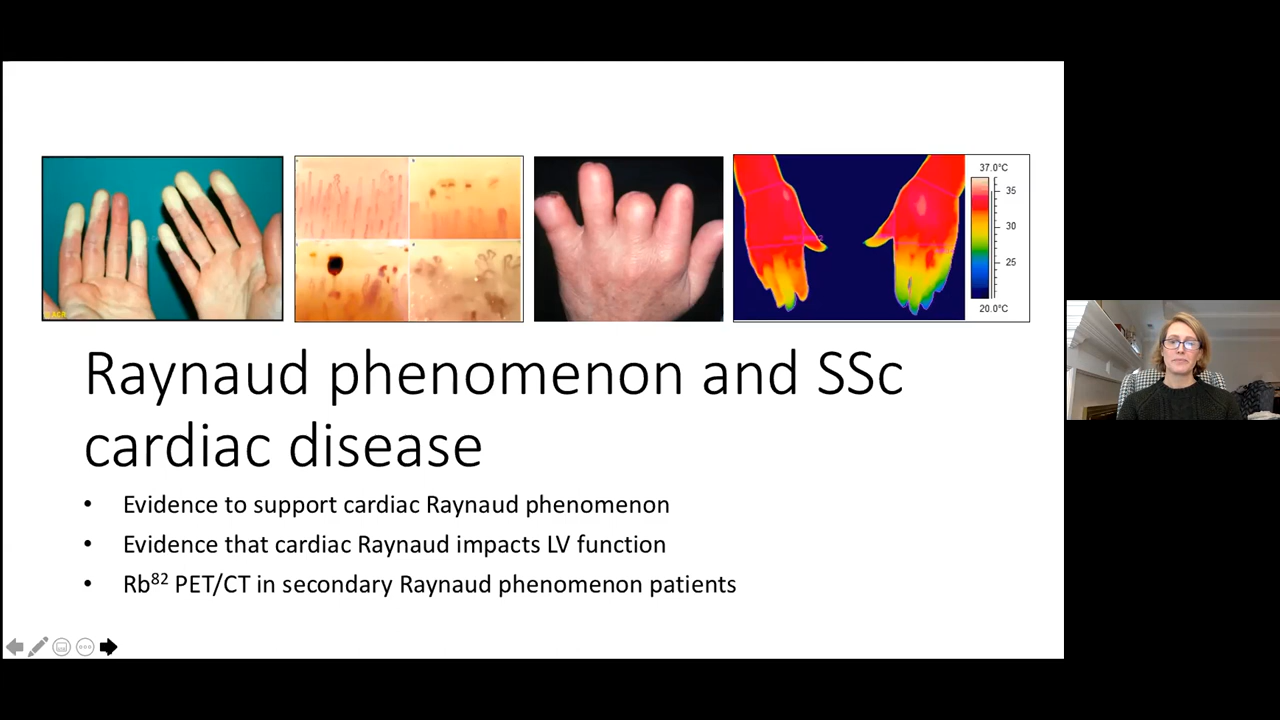 37.0°C
35
30
25
20.0°C
Raynaud phenomenon and SSc
cardiac disease
• Evidence to support cardiac Raynaud phenomenon
• Evidence that cardiac Raynaud impacts LV function
• Rb⁸² PET/CT in secondary Raynaud phenomenon patients